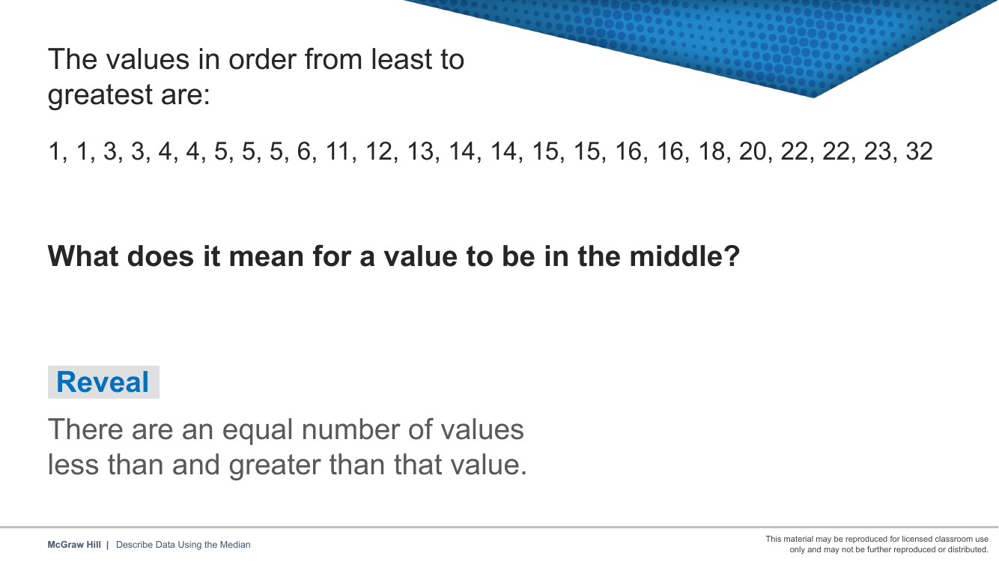 The values in order from least to
greatest are:
1, 1, 3, 3, 4, 4, 5, 5, 5, 6, 11, 12, 13, 14, 14, 15, 15, 16, 16, 18, 20, 22, 22, 23, 32
What does it mean for a value to be in the middle?
Reveal
There are an equal number of values
less than and greater than that value.
McGraw Hill | Describe Data Using the Median
This material may be reproduced for licensed classroom use
only and may not be further reproduced or distributed.